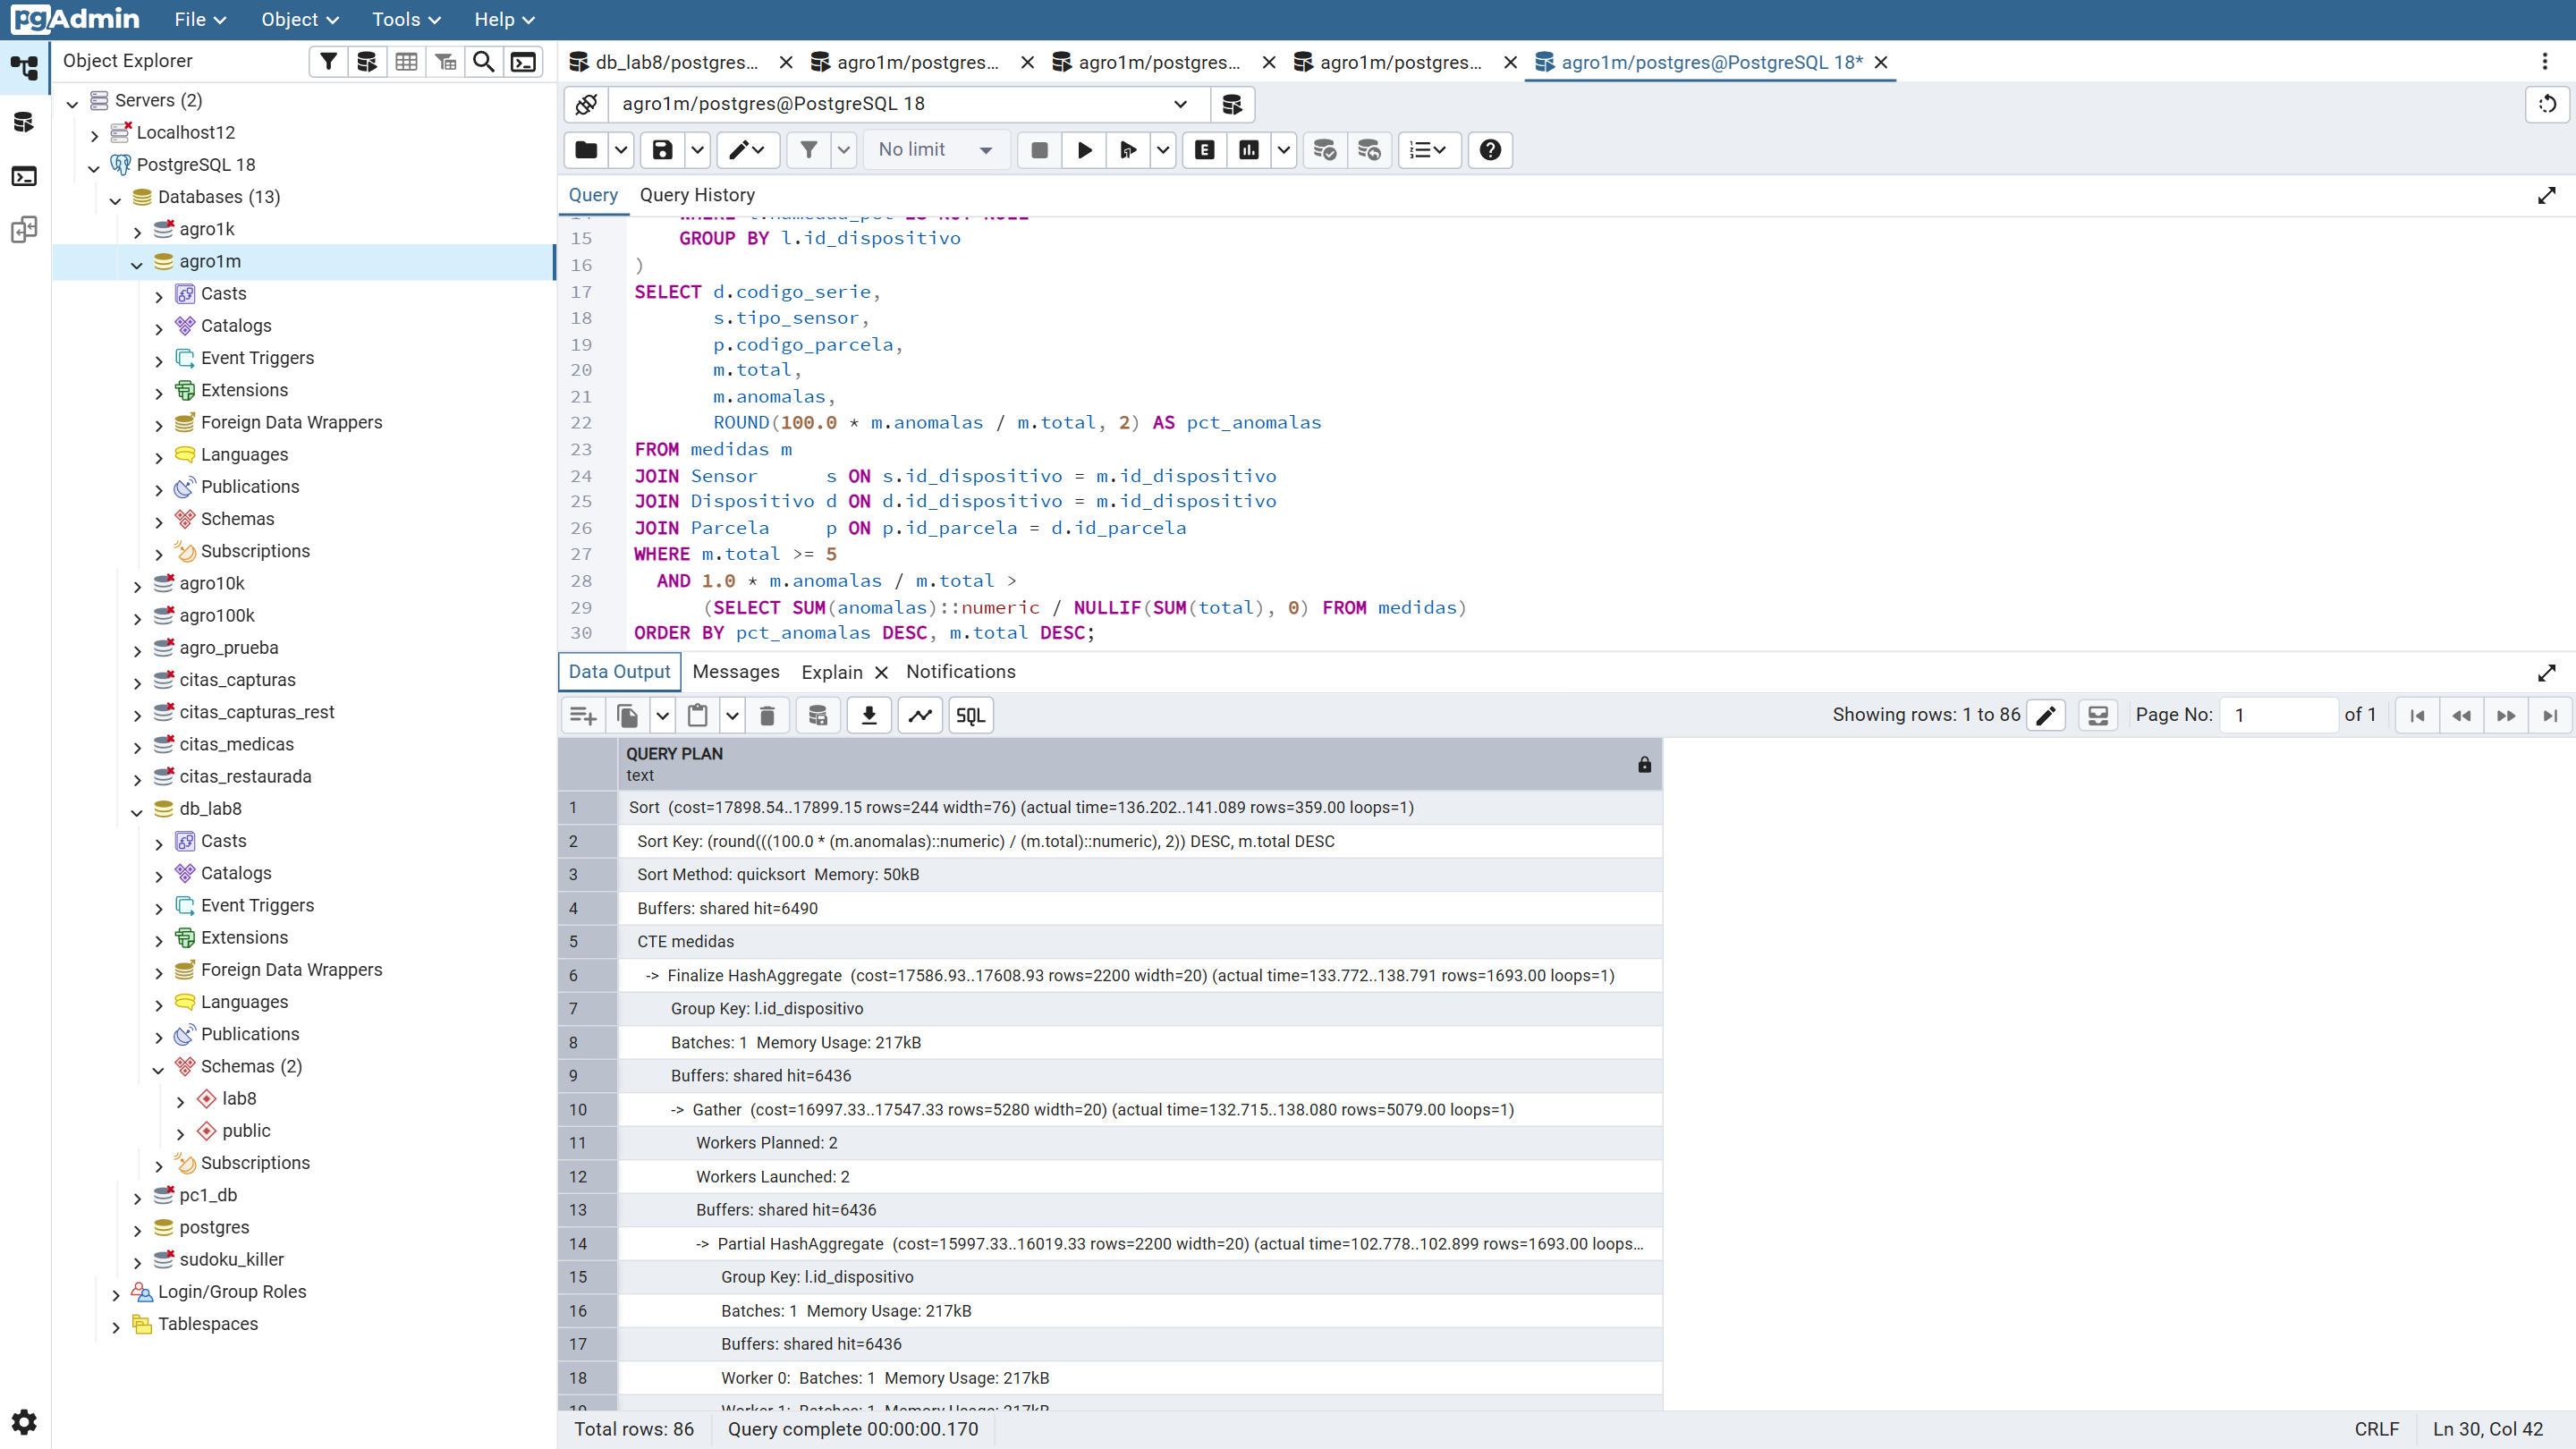 pgAdmin
File
Object
Tools
Help
Object Explorer
db_lab8/postgres...
agro1m/postgres...
agro1m/postgres...
agro1m/postgres...
agro1m/postgres@PostgreSQL 18*
Servers (2)
Localhost12
PostgreSQL 18
Databases (13)
agro1k
agro1m
Casts
Catalogs
Event Triggers
Extensions
Foreign Data Wrappers
Languages
Publications
Schemas
Subscriptions
agro10k
agro100k
agro_prueba
citas_capturas
citas_capturas_rest
citas_medicas
citas_restaurada
db_lab8
Casts
Catalogs
Event Triggers
Extensions
Foreign Data Wrappers
Languages
Publications
Schemas (2)
lab8
public
Subscriptions
pc1_db
postgres
sudoku_killer
Login/Group Roles
Tablespaces
agro1m/postgres@PostgreSQL 18
No limit
E
Query
Query History
15 GROUP BY l.id_dispositivo
16 )
17 SELECT d.codigo_serie,
18 s.tipo_sensor,
19 p.codigo_parcela,
20 m.total,
21 m.anomalas,
22 ROUND(100.0 * m.anomalas / m.total, 2) AS pct_anomalas
23 FROM medidas m
24 JOIN Sensor s ON s.id_dispositivo = m.id_dispositivo
25 JOIN Dispositivo d ON d.id_dispositivo = m.id_dispositivo
26 JOIN Parcela p ON p.id_parcela = d.id_parcela
27 WHERE m.total >= 5
28 AND 1.0 * m.anomalas / m.total >
29 (SELECT SUM(anomalas)::numeric / NULLIF(SUM(total), 0) FROM medidas)
30 ORDER BY pct_anomalas DESC, m.total DESC;
Data Output
Messages
Explain
Notifications
SQL
Showing rows: 1 to 86
Page No: 1 of 1
QUERY PLAN
text
1 Sort (cost=17898.54..17899.15 rows=244 width=76) (actual time=136.202..141.089 rows=359.00 loops=1)
2 Sort Key: (round(((100.0 * (m.anomalas)::numeric) / (m.total)::numeric), 2)) DESC, m.total DESC
3 Sort Method: quicksort Memory: 50kB
4 Buffers: shared hit=6490
5 CTE medidas
6 -> Finalize HashAggregate (cost=17586.93..17608.93 rows=2200 width=20) (actual time=133.772..138.791 rows=1693.00 loops=1)
7 Group Key: l.id_dispositivo
8 Batches: 1 Memory Usage: 217kB
9 Buffers: shared hit=6436
10 -> Gather (cost=16997.33..17547.33 rows=5280 width=20) (actual time=132.715..138.080 rows=5079.00 loops=1)
11 Workers Planned: 2
12 Workers Launched: 2
13 Buffers: shared hit=6436
14 -> Partial HashAggregate (cost=15997.33..16019.33 rows=2200 width=20) (actual time=102.778..102.899 rows=1693.00 loops...
15 Group Key: l.id_dispositivo
16 Batches: 1 Memory Usage: 217kB
17 Buffers: shared hit=6436
18 Worker 0: Batches: 1 Memory Usage: 217kB
Total rows: 86
Query complete 00:00:00.170
CRLF
Ln 30, Col 42